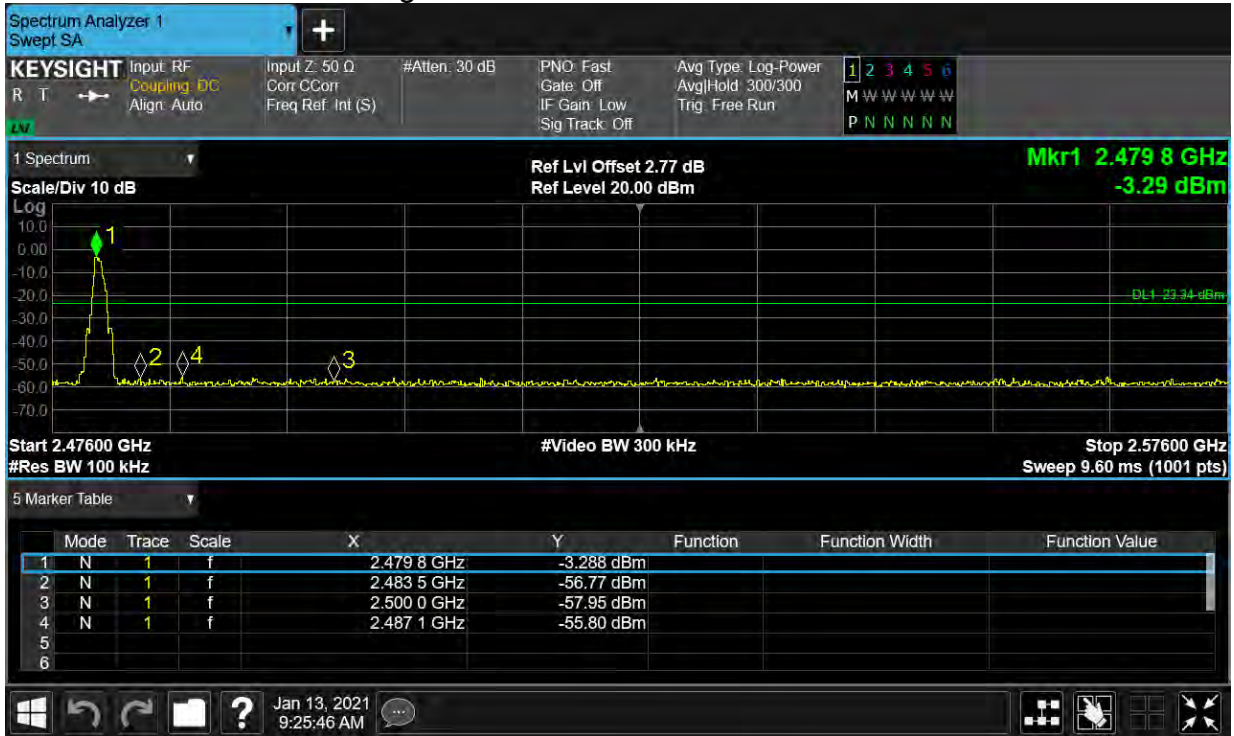 Spectrum Analyzer 1
Swept SA
+
KEYSIGHT Input: RF Input Z: 50 Ω #Atten: 30 dB PNO: Fast Avg Type: Log-Power 1 2 3 4 5 6
R T Coupling: DC Corr CCorr Gate: Off Avg|Hold: 300/300 M W W W W W W
Align: Auto Freq Ref: Int (S) IF Gain: Low Trig: Free Run P N N N N N N
LXI Sig Track: Off
1 Spectrum Ref Lvl Offset 2.77 dB Mkr1 2.479 8 GHz
Scale/Div 10 dB Ref Level 20.00 dBm -3.29 dBm
Log
10.0
1
0.00
-10.0
-20.0
DL1 -23.34 dBm
-30.0
-40.0
2 4 3
-50.0
-60.0
-70.0
Start 2.47600 GHz #Video BW 300 kHz Stop 2.57600 GHz
#Res BW 100 kHz Sweep 9.60 ms (1001 pts)
5 Marker Table
Mode Trace Scale X Y Function Function Width Function Value
1 N 1 f 2.479 8 GHz -3.288 dBm
2 N 1 f 2.483 5 GHz -56.77 dBm
3 N 1 f 2.500 0 GHz -57.95 dBm
4 N 1 f 2.487 1 GHz -55.80 dBm
5
6
? Jan 13, 2021
9:25:46 AM